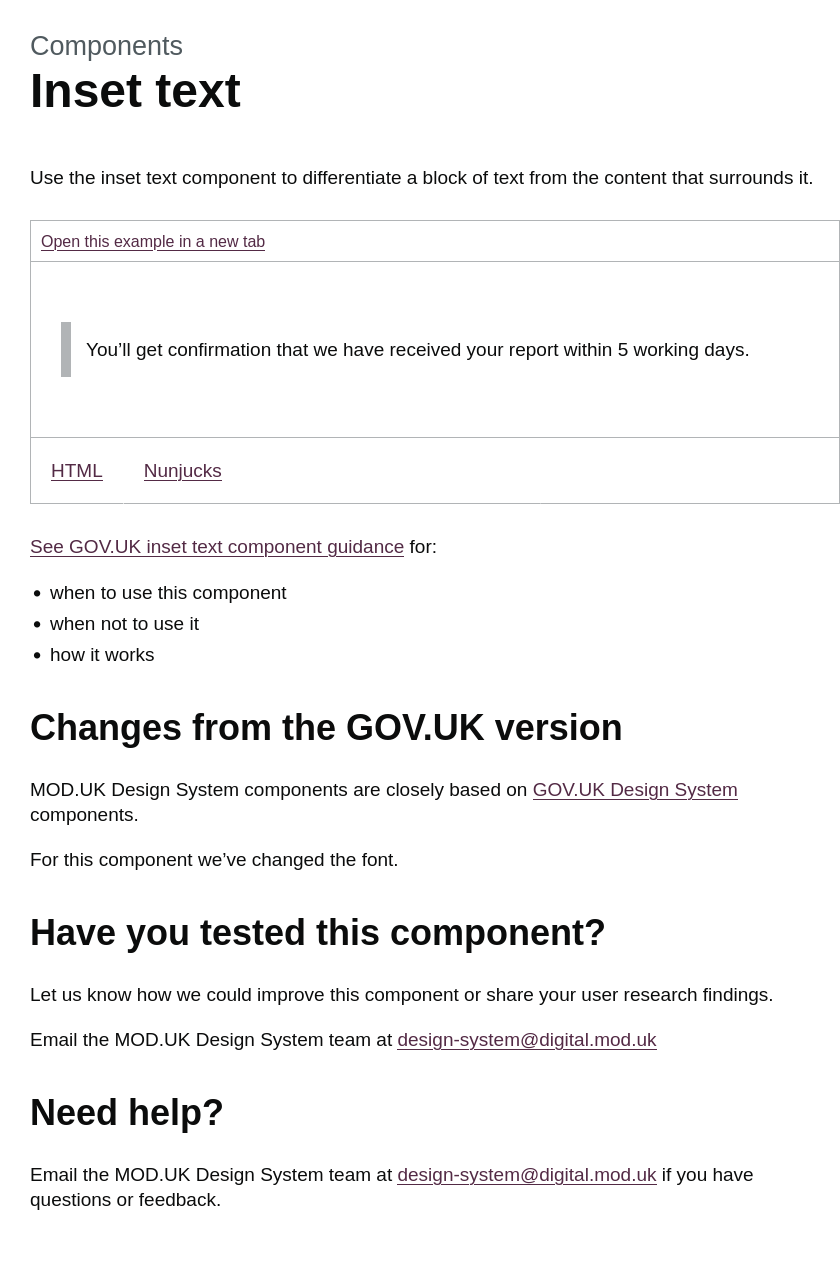 Components
Inset text
Use the inset text component to differentiate a block of text from the content that surrounds it.
Open this example in a new tab
You’ll get confirmation that we have received your report within 5 working days.
HTML Nunjucks
See GOV.UK inset text component guidance for:
• when to use this component
• when not to use it
• how it works
Changes from the GOV.UK version
MOD.UK Design System components are closely based on GOV.UK Design System
components.
For this component we’ve changed the font.
Have you tested this component?
Let us know how we could improve this component or share your user research findings.
Email the MOD.UK Design System team at design-system@digital.mod.uk
Need help?
Email the MOD.UK Design System team at design-system@digital.mod.uk if you have
questions or feedback.